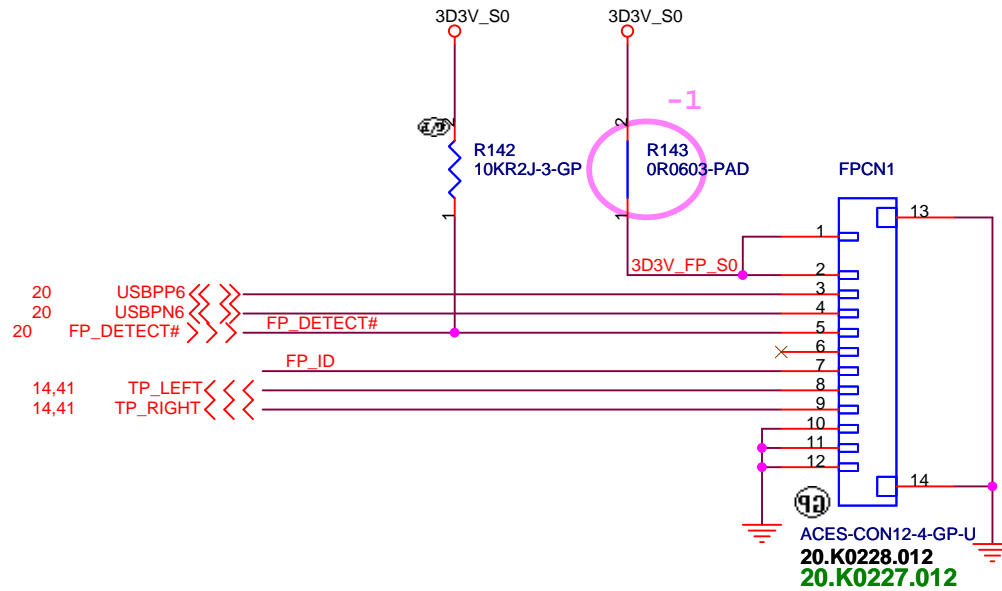 3D3V_S0
3D3V_S0
-1
2
2
R142
10KR2J-3-GP
R143
0R0603-PAD
1
1
FPCN1
13
1
3D3V_FP_S0
2
20 USBPP6
3
20 USBPN6
4
20 FP_DETECT#
FP_DETECT#
5
6
FP_ID
7
14,41 TP_LEFT
8
14,41 TP_RIGHT
9
10
11
12
14
GP
ACES-CON12-4-GP-U
20.K0228.012
20.K0227.012